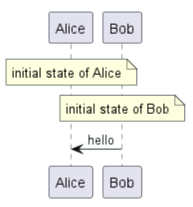 Alice Bob
initial state of Alice
initial state of Bob
hello
Alice Bob